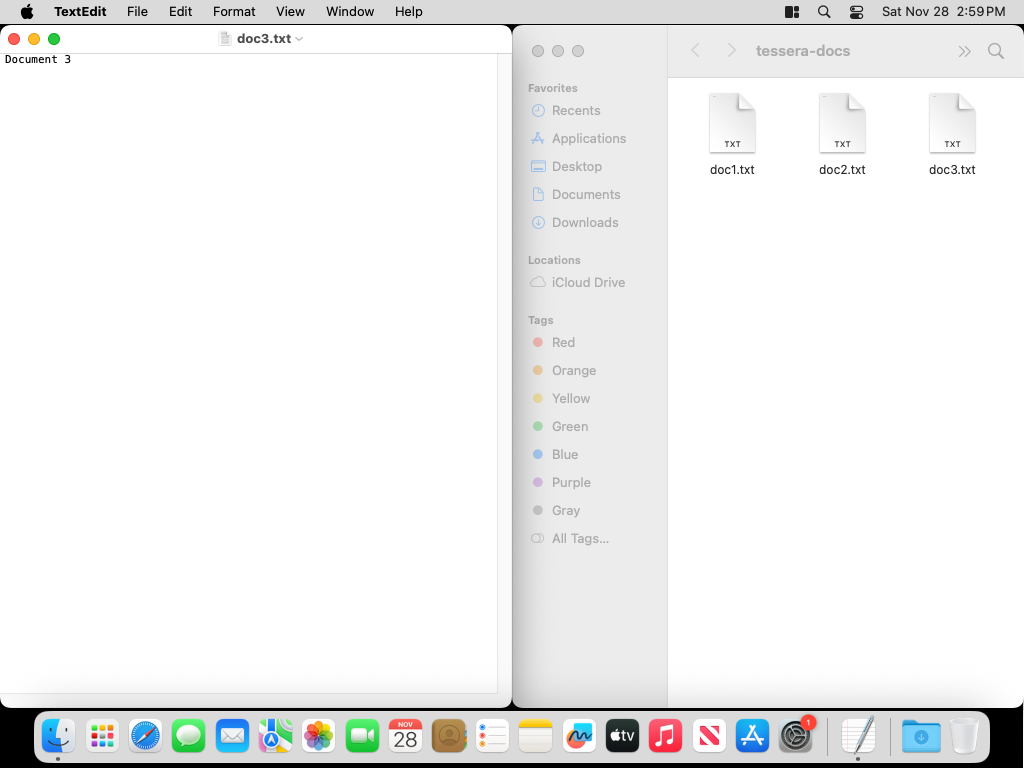 TextEdit File Edit Format View Window Help Sat Nov 28 2:59 PM
doc3.txt
Document 3
tessera-docs
Favorites
Recents
Applications
Desktop
Documents
Downloads
Locations
iCloud Drive
Tags
Red
Orange
Yellow
Green
Blue
Purple
Gray
All Tags...
TXT TXT TXT
doc1.txt doc2.txt doc3.txt
NOV
28
tv
1